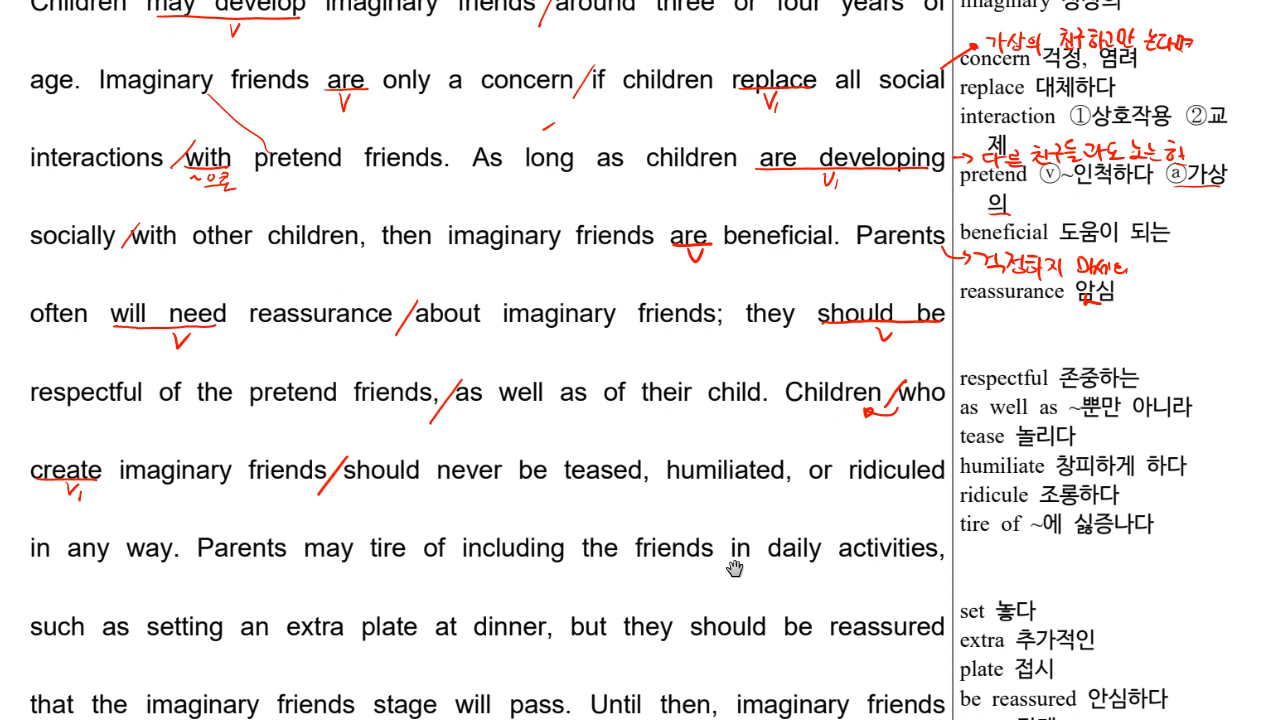 Children may develop imaginary friends around three or four years of
age. Imaginary friends are only a concern if children replace all social
interactions with pretend friends. As long as children are developing
socially with other children, then imaginary friends are beneficial. Parents
often will need reassurance about imaginary friends; they should be
respectful of the pretend friends, as well as of their child. Children who
create imaginary friends should never be teased, humiliated, or ridiculed
in any way. Parents may tire of including the friends in daily activities,
such as setting an extra plate at dinner, but they should be reassured
that the imaginary friends stage will pass. Until then, imaginary friends
V
V
V₁
~으로
V₁
V
V
V
V₁
imaginary 상상의
가상의 친구하고만 논다며
concern 걱정, 염려
replace 대체하다
interaction ①상호작용 ②교
제
다른 친구들과도 노는 한
pretend ⓥ~인척하다 ⓐ가상
의
beneficial 도움이 되는
걱정하지 마세요
reassurance 암심
respectful 존중하는
as well as ~뿐만 아니라
tease 놀리다
humiliate 창피하게 하다
ridicule 조롱하다
tire of ~에 싫증나다
set 놓다
extra 추가적인
plate 접시
be reassured 안심하다